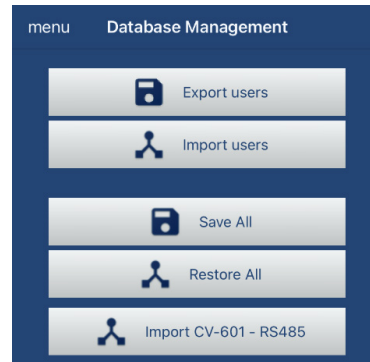 menu Database Management
Export users
Import users
Save All
Restore All
Import CV-601 - RS485